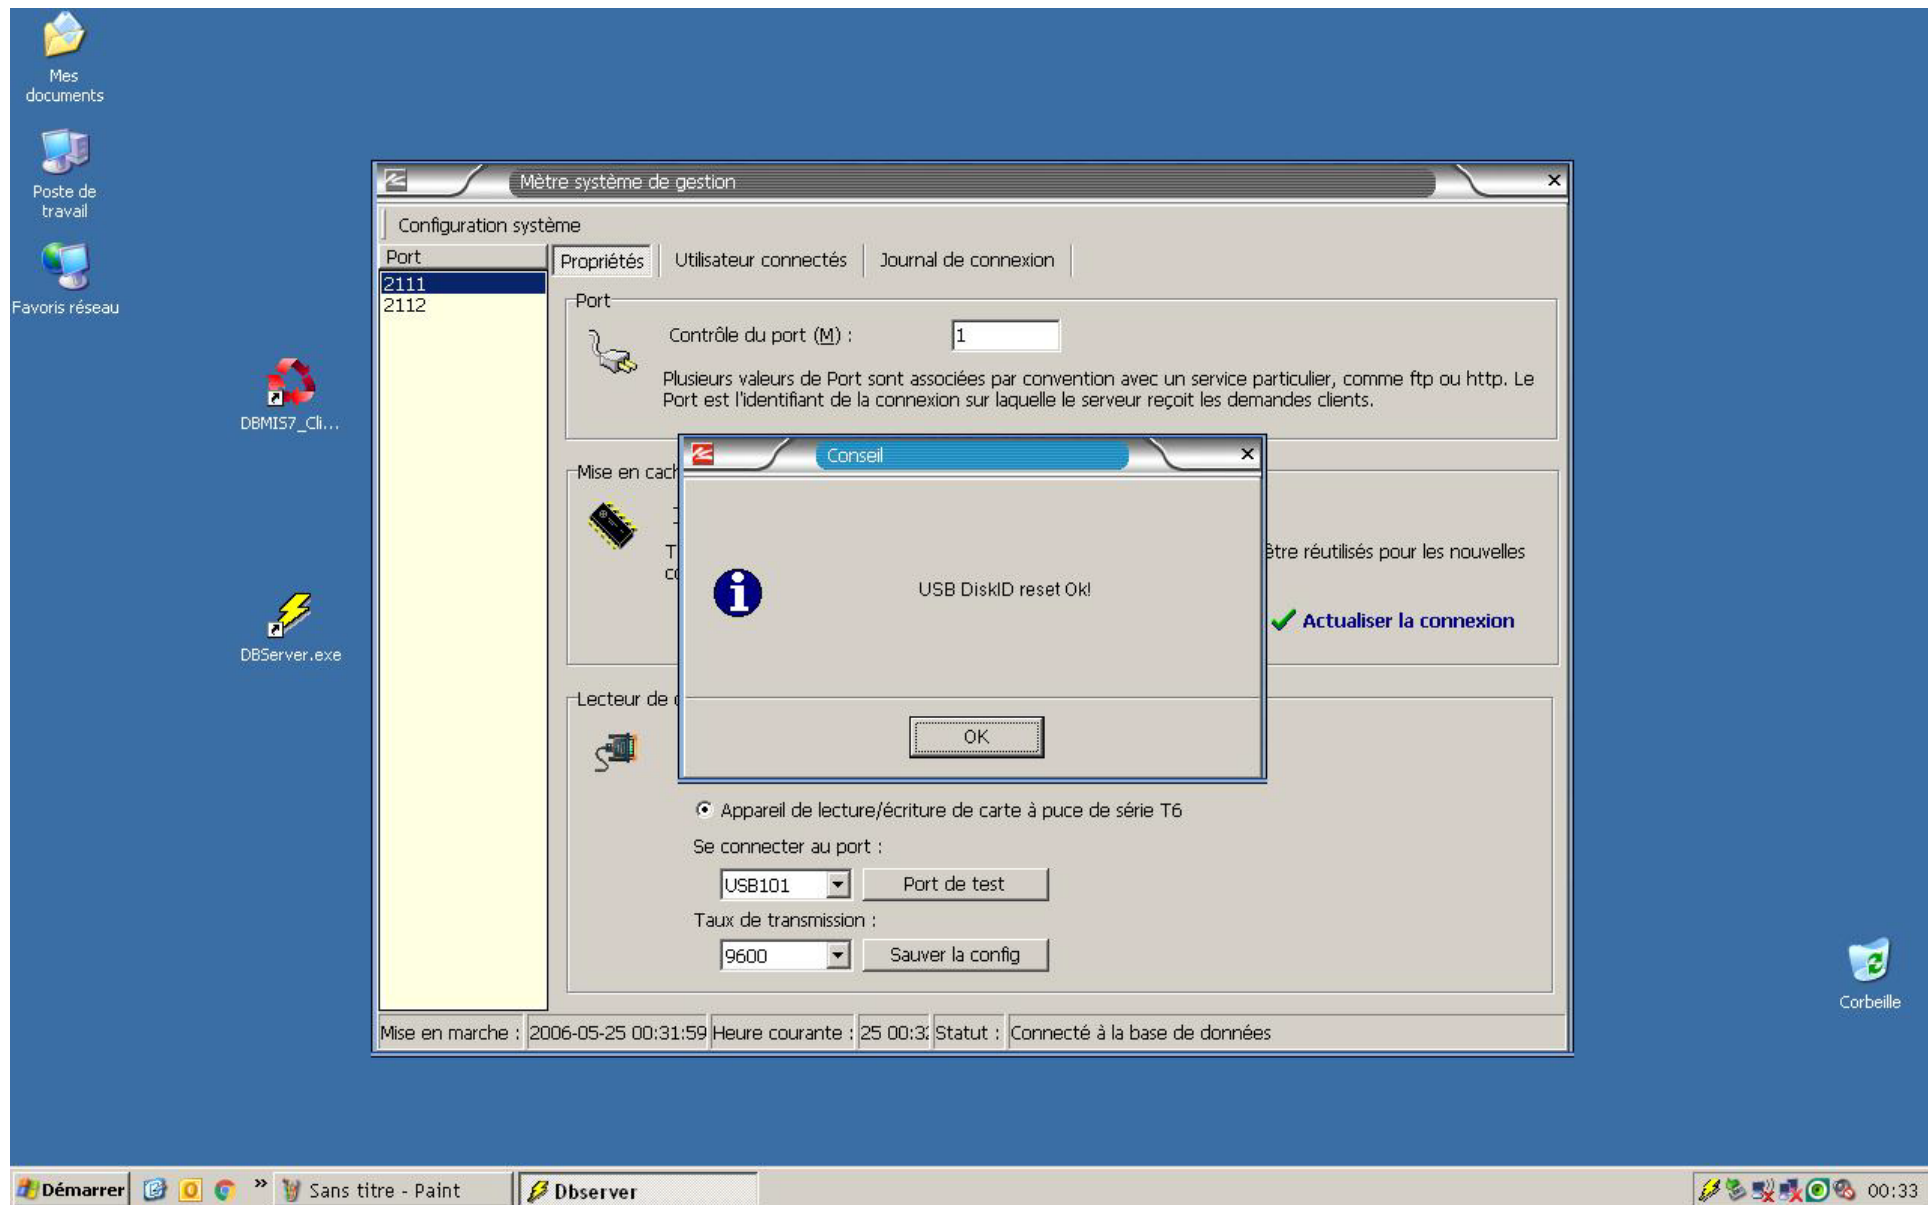 Mes
documents
Poste de
travail
Favoris réseau
DBMIS7_Cli...
DBServer.exe
Corbeille
Mètre système de gestion
Configuration système
Port
2111
2112
Propriétés
Utilisateur connectés
Journal de connexion
Port
Contrôle du port (M) :
1
Plusieurs valeurs de Port sont associées par convention avec un service particulier, comme ftp ou http. Le
Port est l'identifiant de la connexion sur laquelle le serveur reçoit les demandes clients.
Mise en
être réutilisés pour les nouvelles
Actualiser la connexion
Conseil
USB DiskID reset Ok!
OK
Lecteur de
Appareil de lecture/écriture de carte à puce de série T6
Se connecter au port :
USB101
Port de test
Taux de transmission :
9600
Sauver la config
Mise en marche :
2006-05-25 00:31:59
Heure courante :
25 00:3
Statut :
Connecté à la base de données
Démarrer
Sans titre - Paint
Dbserver
00:33